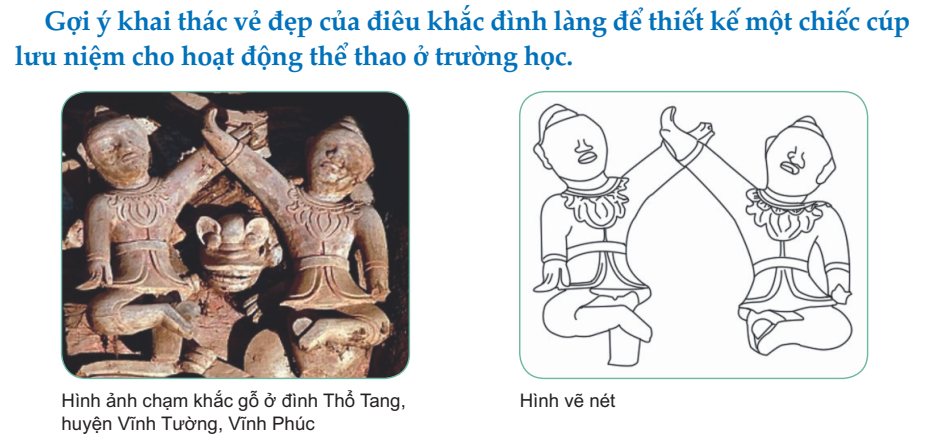 Gợi ý khai thác vẻ đẹp của điêu khắc đình làng để thiết kế một chiếc cúp
lưu niệm cho hoạt động thể thao ở trường học.
Hình ảnh chạm khắc gỗ ở đình Thổ Tang,
huyện Vĩnh Tường, Vĩnh Phúc
Hình vẽ nét